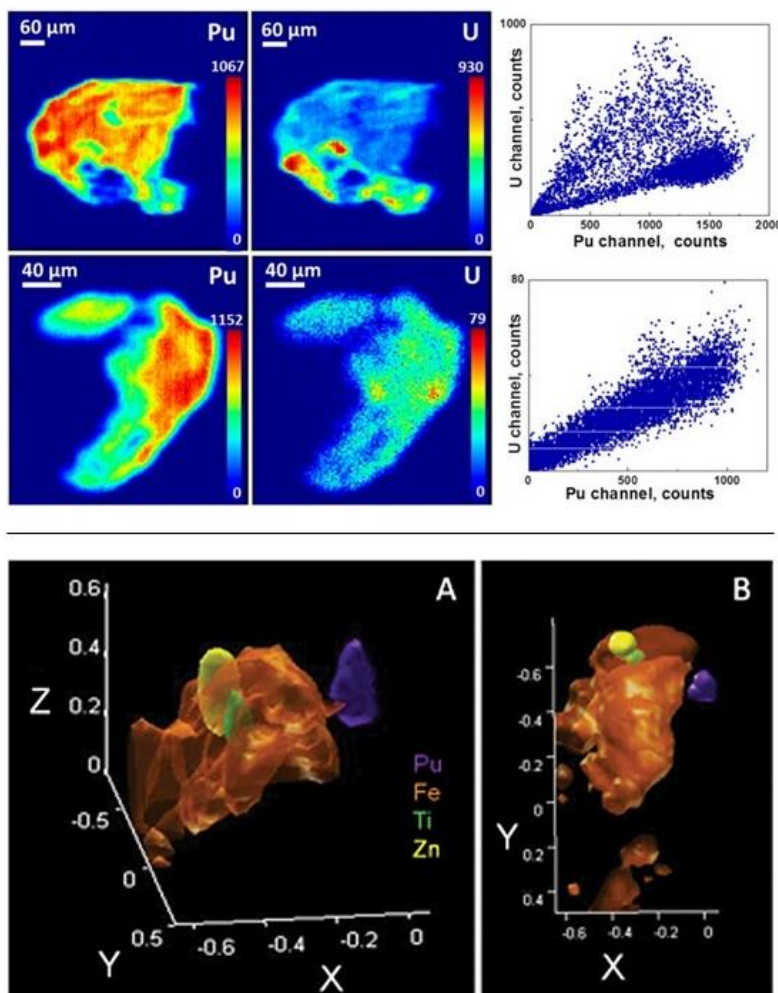 60 µm
Pu
1067
0
60 µm
U
930
0
1000
U channel, counts
0
500
1000
1500
2000
Pu channel, counts
40 µm
Pu
1152
0
40 µm
U
79
0
80
U channel, counts
0
500
1000
Pu channel, counts
A
0.6
0.4
Z
0.2
0
-0.5
0
0.5
Y
-0.6
-0.4
-0.2
0
X
Pu
Fe
Ti
Zn
B
-0.6
-0.4
-0.2
0
Y
0.2
0.4
-0.6
-0.4
-0.2
0
X